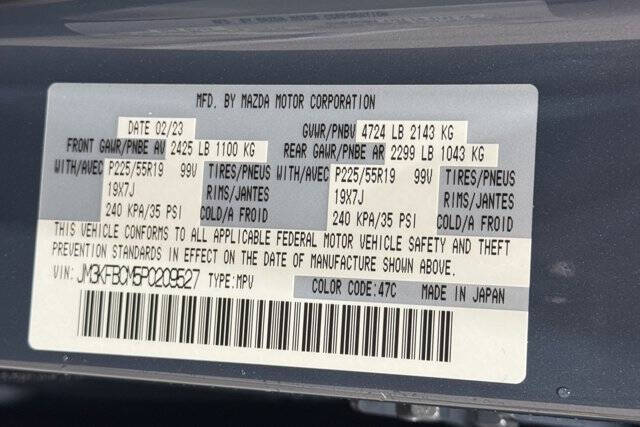 MFD. BY MAZDA MOTOR CORPORATION
DATE 02/23 GVWR/PNBV 4724 LB 2143 KG
FRONT GAWR/PNBE AV 2425 LB 1100 KG REAR GAWR/PNBE AR 2299 LB 1043 KG
WITH/AVEC P225/55R19 99V TIRES/PNEUS WITH/AVEC P225/55R19 99V TIRES/PNEUS
19X7J RIMS/JANTES 19X7J RIMS/JANTES
240 KPA/35 PSI COLD/A FROID 240 KPA/35 PSI COLD/A FROID
THIS VEHICLE CONFORMS TO ALL APPLICABLE FEDERAL MOTOR VEHICLE SAFETY AND THEFT
PREVENTION STANDARDS IN EFFECT ON THE DATE OF MANUFACTURE SHOWN ABOVE.
VIN: JM3KFBCM5P0209527 TYPE:MPV COLOR CODE:47C MADE IN JAPAN